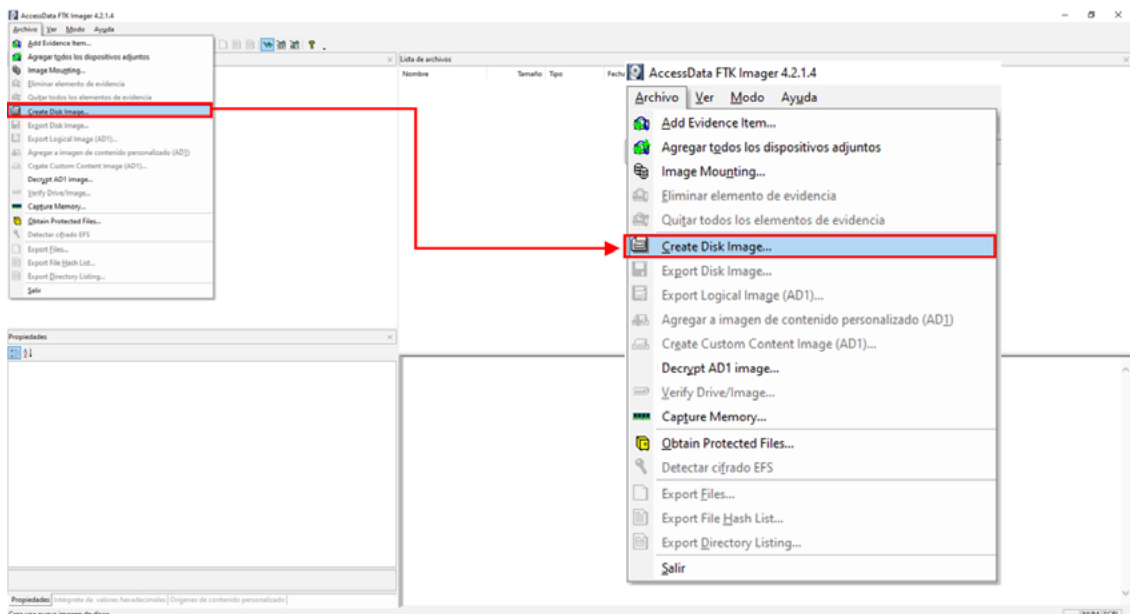 AccessData FTK Imager 4.2.1.4
Archivo Ver Modo Ayuda
Add Evidence Item...
Agregar todos los dispositivos adjuntos
Image Mounting...
Eliminar elemento de evidencia
Quitar todos los elementos de evidencia
Create Disk Image...
Export Disk Image...
Export Logical Image (AD1)...
Agregar a imagen de contenido personalizado (AD1)
Create Custom Content Image (AD1)...
Decrypt AD1 image...
Verify Drive/Image...
Capture Memory...
Obtain Protected Files...
Detectar cifrado EFS
Export Files...
Export File Hash List...
Export Directory Listing...
Salir
Lista de archivos
Nombre Tamaño Tipo
AccessData FTK Imager 4.2.1.4
Archivo Ver Modo Ayuda
Add Evidence Item...
Agregar todos los dispositivos adjuntos
Image Mounting...
Eliminar elemento de evidencia
Quitar todos los elementos de evidencia
Create Disk Image...
Export Disk Image...
Export Logical Image (AD1)...
Agregar a imagen de contenido personalizado (AD1)
Create Custom Content Image (AD1)...
Decrypt AD1 image...
Verify Drive/Image...
Capture Memory...
Obtain Protected Files...
Detectar cifrado EFS
Export Files...
Export File Hash List...
Export Directory Listing...
Salir
Propiedades
Propiedades Intérprete de valores hexadecimales Orígenes de contenido personalizado